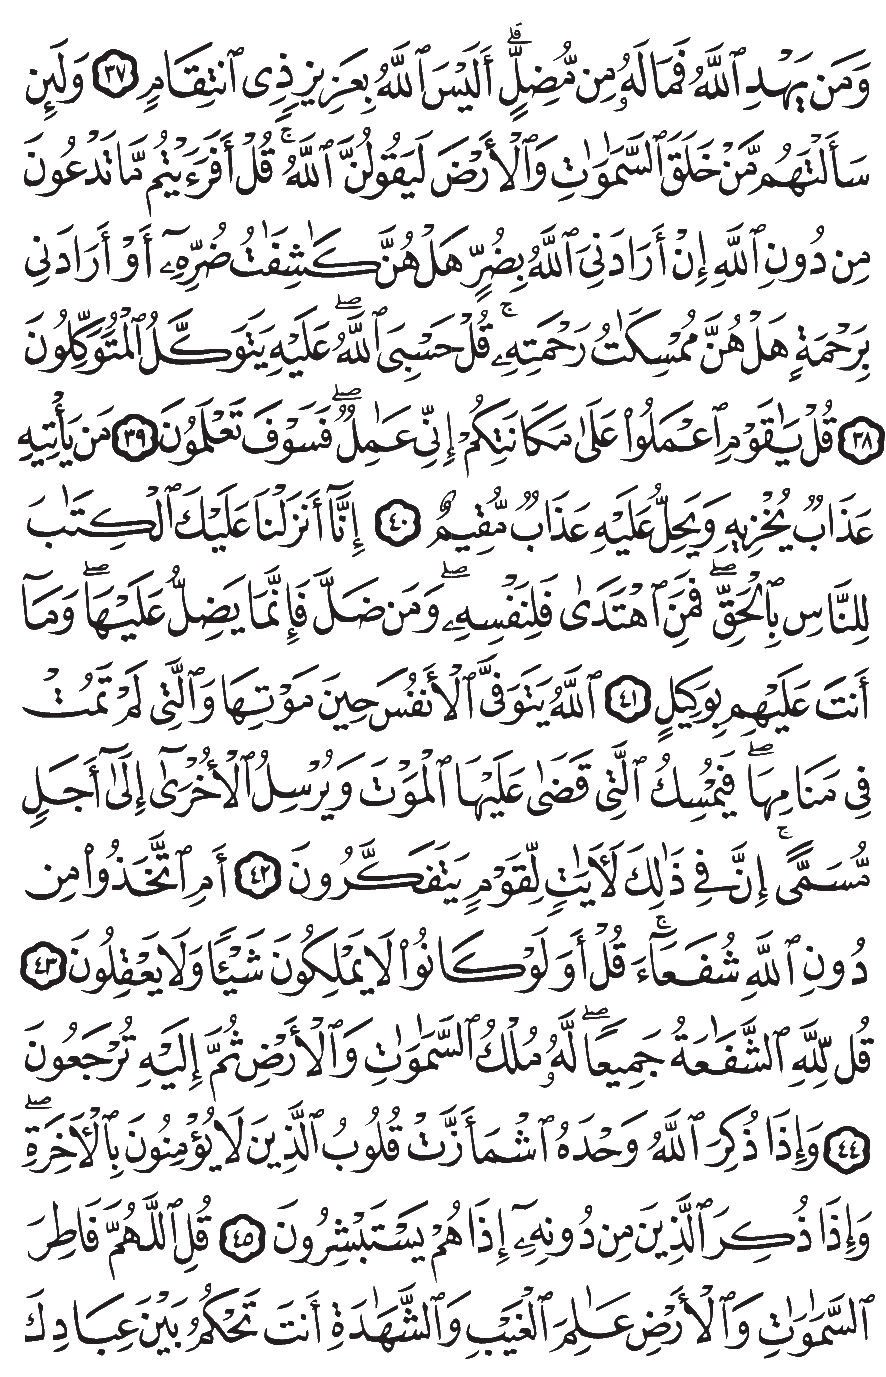 وَمَن يَهْدِ ٱللَّهُ فَمَا لَهُۥ مِن مُّضِلٍّ ۗ أَلَيْسَ ٱللَّهُ بِعَزِيزٍ ذِى ٱنتِقَامٍ ٣٧ وَلَئِن
سَأَلْتَهُم مَّنْ خَلَقَ ٱلسَّمَٰوَٰتِ وَٱلْأَرْضَ لَيَقُولُنَّ ٱللَّهُ ۚ قُلْ أَفَرَءَيْتُم مَّا تَدْعُونَ
مِن دُونِ ٱللَّهِ إِنْ أَرَادَنِىَ ٱللَّهُ بِضُرٍّ هَلْ هُنَّ كَٰشِفَٰتُ ضُرِّهِۦٓ أَوْ أَرَادَنِى
بِرَحْمَةٍ هَلْ هُنَّ مُمْسِكَٰتُ رَحْمَتِهِۦ ۚ قُلْ حَسْبِىَ ٱللَّهُ ۖ عَلَيْهِ يَتَوَكَّلُ ٱلْمُتَوَكِّلُونَ
٣٨ قُلْ يَٰقَوْمِ ٱعْمَلُوا۟ عَلَىٰ مَكَانَتِكُمْ إِنِّى عَٰمِلٌ ۖ فَسَوْفَ تَعْلَمُونَ ٣٩ مَن يَأْتِيهِ
عَذَابٌ يُخْزِيهِ وَيَحِلُّ عَلَيْهِ عَذَابٌ مُّقِيمٌ ٤٠ إِنَّآ أَنزَلْنَا عَلَيْكَ ٱلْكِتَٰبَ
لِلنَّاسِ بِٱلْحَقِّ ۖ فَمَنِ ٱهْتَدَىٰ فَلِنَفْسِهِۦ ۖ وَمَن ضَلَّ فَإِنَّمَا يَضِلُّ عَلَيْهَا ۖ وَمَآ
أَنتَ عَلَيْهِم بِوَكِيلٍ ٤١ ٱللَّهُ يَتَوَفَّى ٱلْأَنفُسَ حِينَ مَوْتِهَا وَٱلَّتِى لَمْ تَمُتْ
فِى مَنَامِهَا ۖ فَيُمْسِكُ ٱلَّتِى قَضَىٰ عَلَيْهَا ٱلْمَوْتَ وَيُرْسِلُ ٱلْأُخْرَىٰٓ إِلَىٰٓ أَجَلٍ
مُّسَمًّى ۚ إِنَّ فِى ذَٰلِكَ لَءَايَٰتٍ لِّقَوْمٍ يَتَفَكَّرُونَ ٤٢ أَمِ ٱتَّخَذُوا۟ مِن
دُونِ ٱللَّهِ شُفَعَآءَ ۚ قُلْ أَوَلَوْ كَانُوا۟ لَا يَمْلِكُونَ شَيْـًٔا وَلَا يَعْقِلُونَ ٤٣
قُل لِّلَّهِ ٱلشَّفَٰعَةُ جَمِيعًا ۖ لَّهُۥ مُلْكُ ٱلسَّمَٰوَٰتِ وَٱلْأَرْضِ ۖ ثُمَّ إِلَيْهِ تُرْجَعُونَ
٤٤ وَإِذَا ذُكِرَ ٱللَّهُ وَحْدَهُ ٱشْمَأَزَّتْ قُلُوبُ ٱلَّذِينَ لَا يُؤْمِنُونَ بِٱلْءَاخِرَةِ ۖ
وَإِذَا ذُكِرَ ٱلَّذِينَ مِن دُونِهِۦٓ إِذَا هُمْ يَسْتَبْشِرُونَ ٤٥ قُلِ ٱللَّهُمَّ فَاطِرَ
ٱلسَّمَٰوَٰتِ وَٱلْأَرْضِ عَٰلِمَ ٱلْغَيْبِ وَٱلشَّهَٰدَةِ أَنتَ تَحْكُمُ بَيْنَ عِبَادِكَ